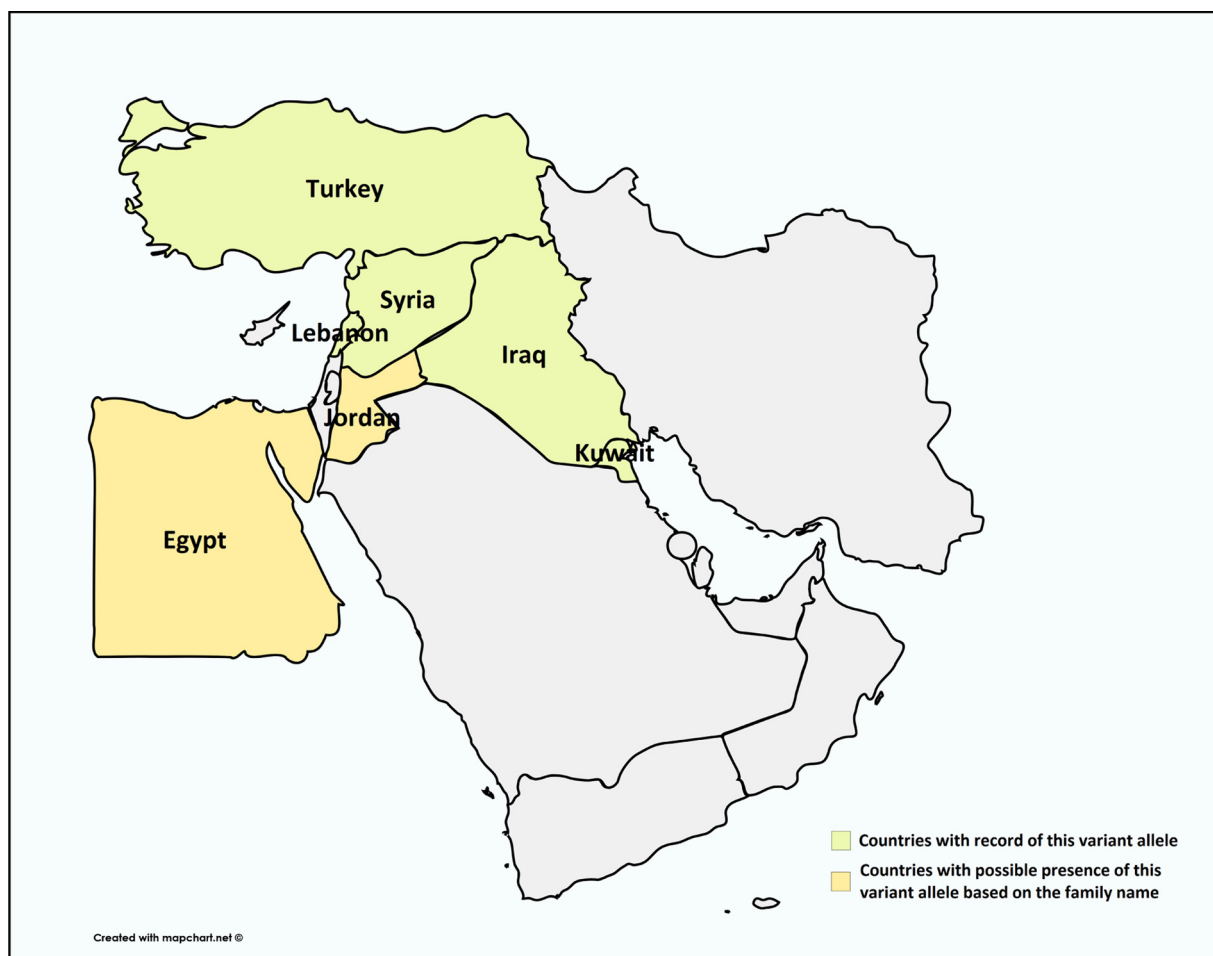 Turkey
Syria
Lebanon
Iraq
Jordan
Kuwait
Egypt
Countries with record of this variant allele
Countries with possible presence of this
variant allele based on the family name
Created with mapchart.net ©